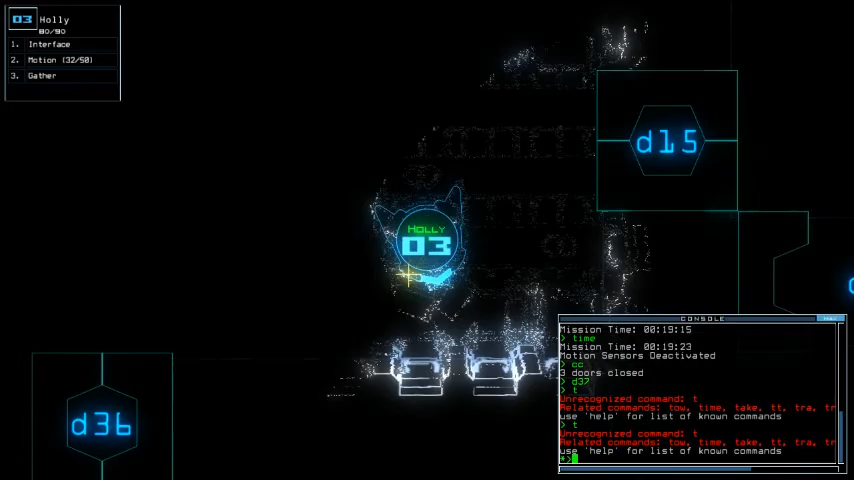 03 Holly
80/90
1. Interface
2. Motion (32/50)
3. Gather
d15
HOLLY
03
d36
CONSOLE
Mission Time: 00:19:15
> time
Mission Time: 00:19:23
Motion Sensors Deactivated
> cc
3 doors closed
> d37
> t
Unrecognized command: t
Related commands: tow, time, take, tt, tra, tr
use 'help' for list of known commands
> t
Unrecognized command: t
Related commands: tow, time, take, tt, tra, tr
use 'help' for list of known commands
*>